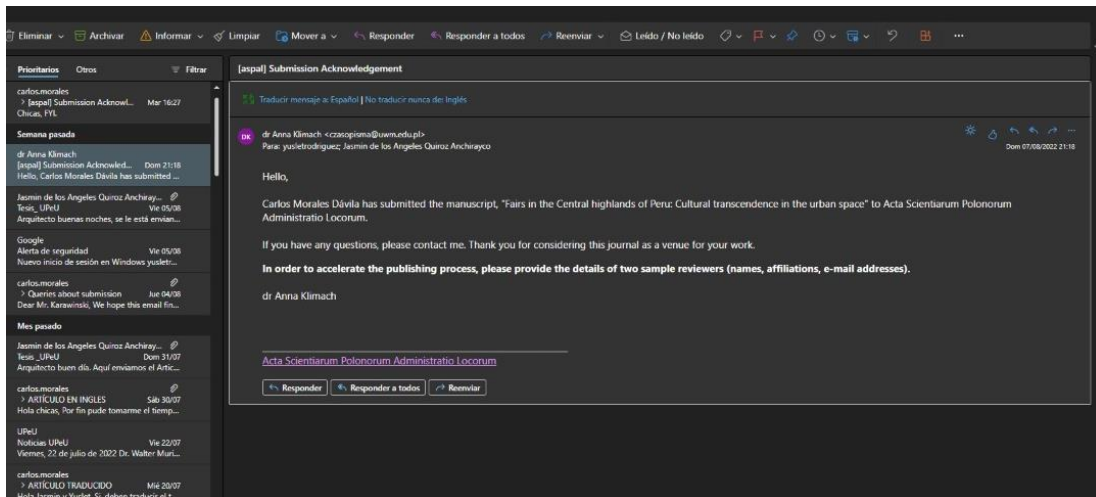 Eliminar
Archivar
Informar
Limpiar
Mover a
Responder
Responder a todos
Reenviar
Leído / No leído
Prioritarios Otros Filtrar
carlos.morales
> [aspal] Submission Acknowl... Mar 16:27
Chicas, FYI.
Semana pasada
dr Anna Klimach
[aspal] Submission Acknowled... Dom 21:18
Hello, Carlos Morales Dávila has submitted ...
Jasmin de los Angeles Quiroz Anchiray...
Tesis_ UPeU Vie 05/08
Arquitecto buenas noches, se le está envian...
Google
Alerta de seguridad Vie 05/08
Nuevo inicio de sesión en Windows yusletr...
carlos.morales
> Queries about submission Jue 04/08
Dear Mr. Karawinski, We hope this email fin...
Mes pasado
Jasmin de los Angeles Quiroz Anchiray...
Tesis _UPeU Dom 31/07
Arquitecto buen día. Aquí enviamos el Artic...
carlos.morales
> ARTÍCULO EN INGLES Sáb 30/07
Hola chicas, Por fin pude tomarme el tiemp...
UPeU
Noticias UPeU Vie 22/07
Viernes, 22 de julio de 2022 Dr. Walter Muri...
carlos.morales
> ARTÍCULO TRADUCIDO Mié 20/07
[aspal] Submission Acknowledgement
Traducir mensaje a: Español | No traducir nunca de: Inglés
DK
dr Anna Klimach <czasopisma@uwm.edu.pl>
Para: yusletrodriguez; Jasmin de los Angeles Quiroz Anchirayco
Dom 07/08/2022 21:18
Hello,
Carlos Morales Dávila has submitted the manuscript, "Fairs in the Central highlands of Peru: Cultural transcendence in the urban space" to Acta Scientiarum Polonorum
Administratio Locorum.
If you have any questions, please contact me. Thank you for considering this journal as a venue for your work.
In order to accelerate the publishing process, please provide the details of two sample reviewers (names, affiliations, e-mail addresses).
dr Anna Klimach
Acta Scientiarum Polonorum Administratio Locorum
Responder
Responder a todos
Reenviar